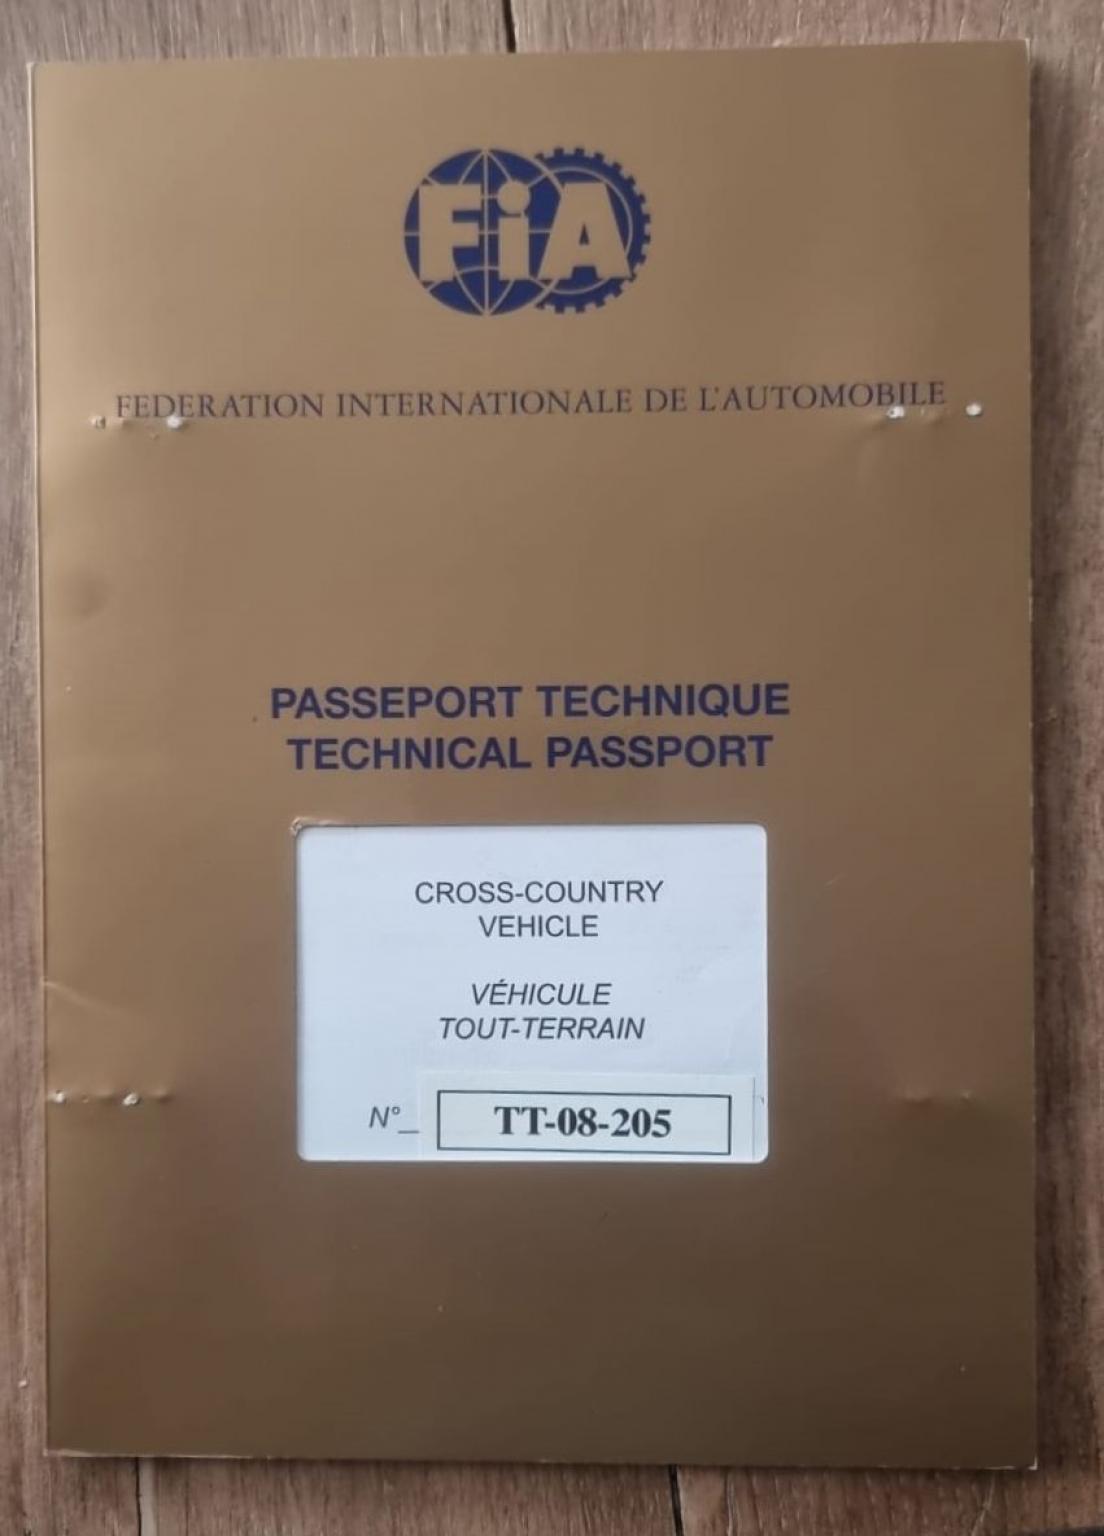 FiA
FEDERATION INTERNATIONALE DE L'AUTOMOBILE
PASSEPORT TECHNIQUE
TECHNICAL PASSPORT
CROSS-COUNTRY
VEHICLE
VÉHICULE
TOUT-TERRAIN
N°_ TT-08-205